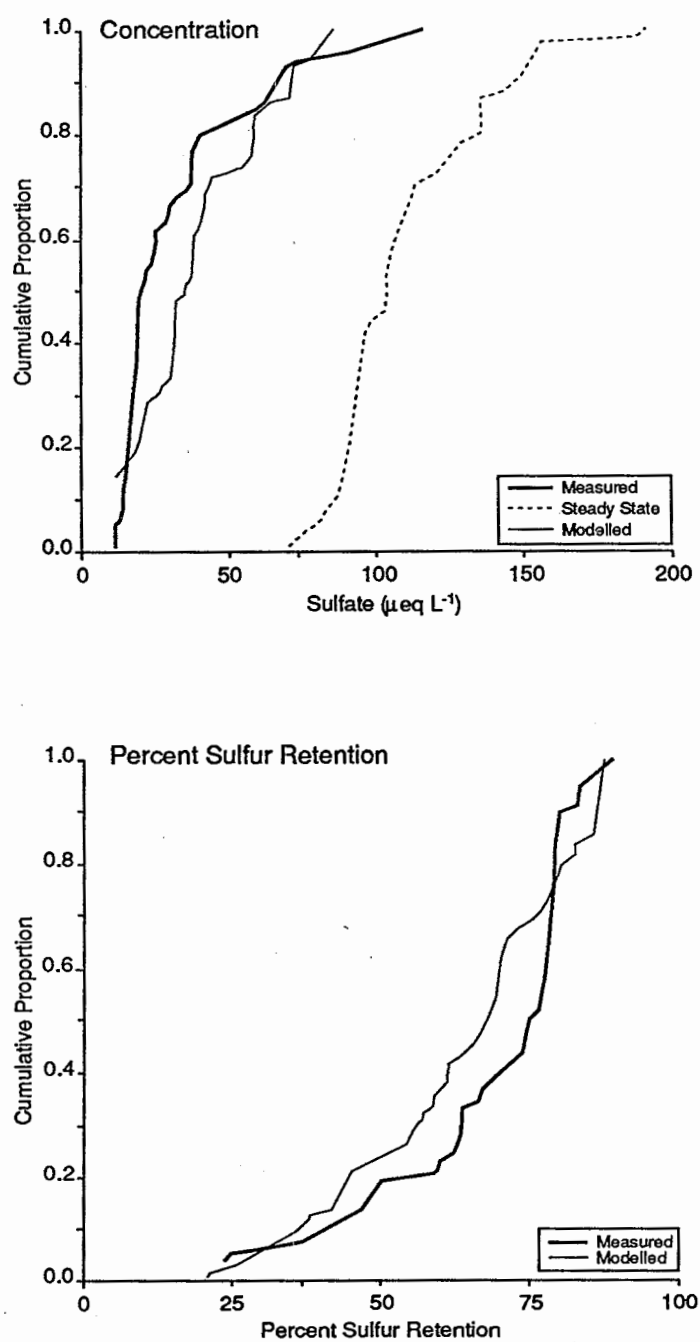 Concentration
1.0
0.8
0.6
0.4
0.2
0.0
Cumulative Proportion
0
50
100
150
200
Sulfate (µeq L-1)
Measured
Steady State
Modelled
Percent Sulfur Retention
1.0
0.8
0.6
0.4
0.2
0.0
Cumulative Proportion
0
25
50
75
100
Percent Sulfur Retention
Measured
Modelled